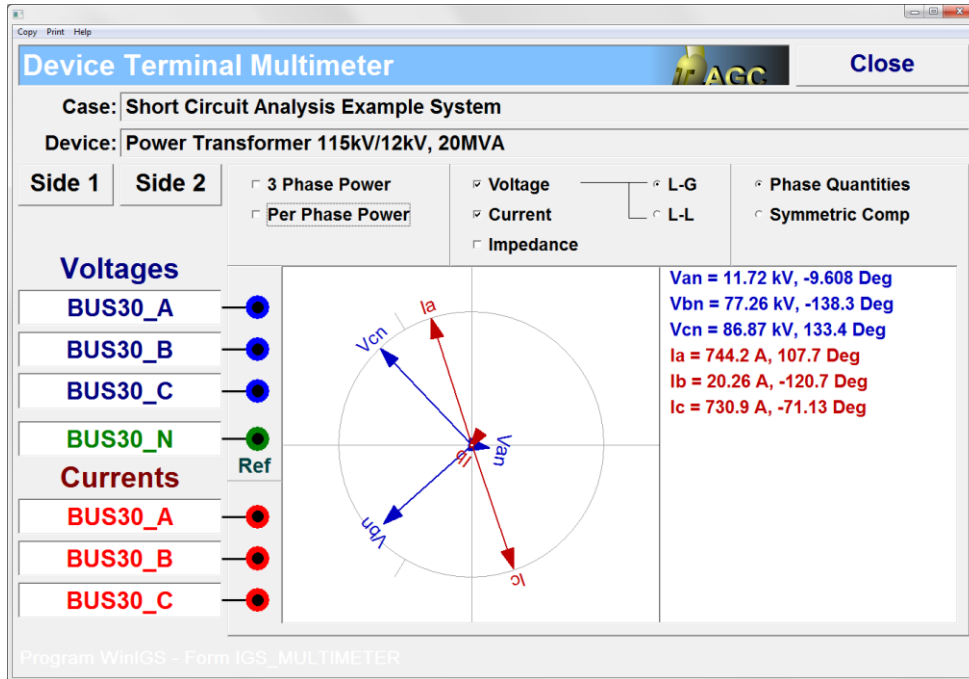 Copy Print Help
Device Terminal Multimeter
AGC
Close
Case: Short Circuit Analysis Example System
Device: Power Transformer 115kV/12kV, 20MVA
Side 1 Side 2
3 Phase Power
Per Phase Power
Voltage
Current
Impedance
L-G
L-L
Phase Quantities
Symmetric Comp
Voltages
BUS30_A
BUS30_B
BUS30_C
BUS30_N
Ref
Currents
BUS30_A
BUS30_B
BUS30_C
Ia
Vcn
Van
Ib
Vbn
Ic
Van = 11.72 kV, -9.608 Deg
Vbn = 77.26 kV, -138.3 Deg
Vcn = 86.87 kV, 133.4 Deg
Ia = 744.2 A, 107.7 Deg
Ib = 20.26 A, -120.7 Deg
Ic = 730.9 A, -71.13 Deg
Program WinIGS - Form IGS_MULTIMETER